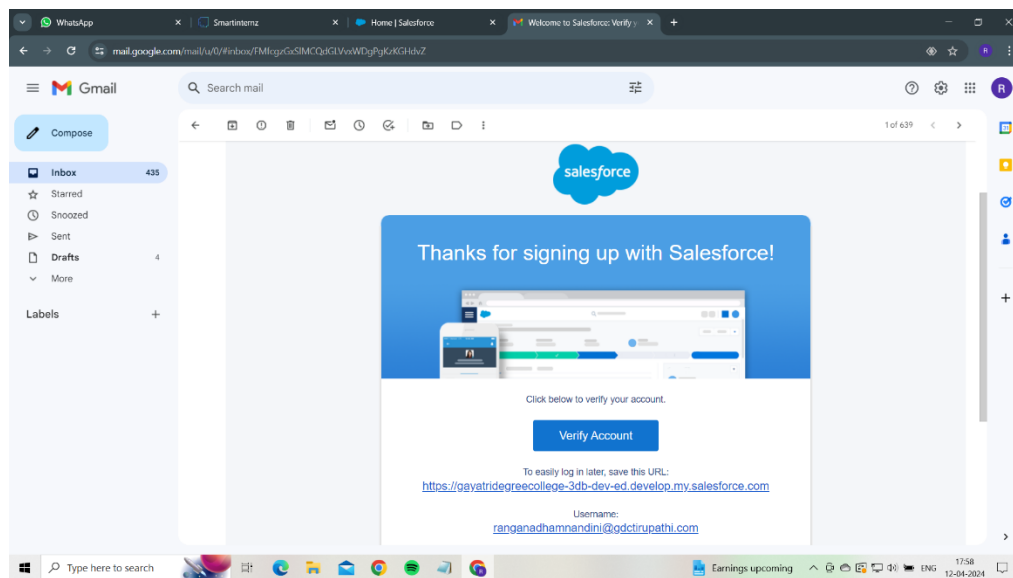 WhatsApp
Smartinternz
Home | Salesforce
Welcome to Salesforce: Verify y
mail.google.com/mail/u/0/#inbox/FMfcgzGxSlMCQdGLVvxWDgPgKzKGHdvZ
R
Gmail
Search mail
R
Compose
1 of 639
Inbox 435
Starred
Snoozed
Sent
Drafts 4
More
Labels
salesforce
Thanks for signing up with Salesforce!
Click below to verify your account.
Verify Account
To easily log in later, save this URL:
https://gayatridegreecollege-3db-dev-ed.develop.my.salesforce.com
Username:
ranganadhamnandini@gdctirupathi.com
Type here to search
Earnings upcoming
ENG
17:58
12-04-2024